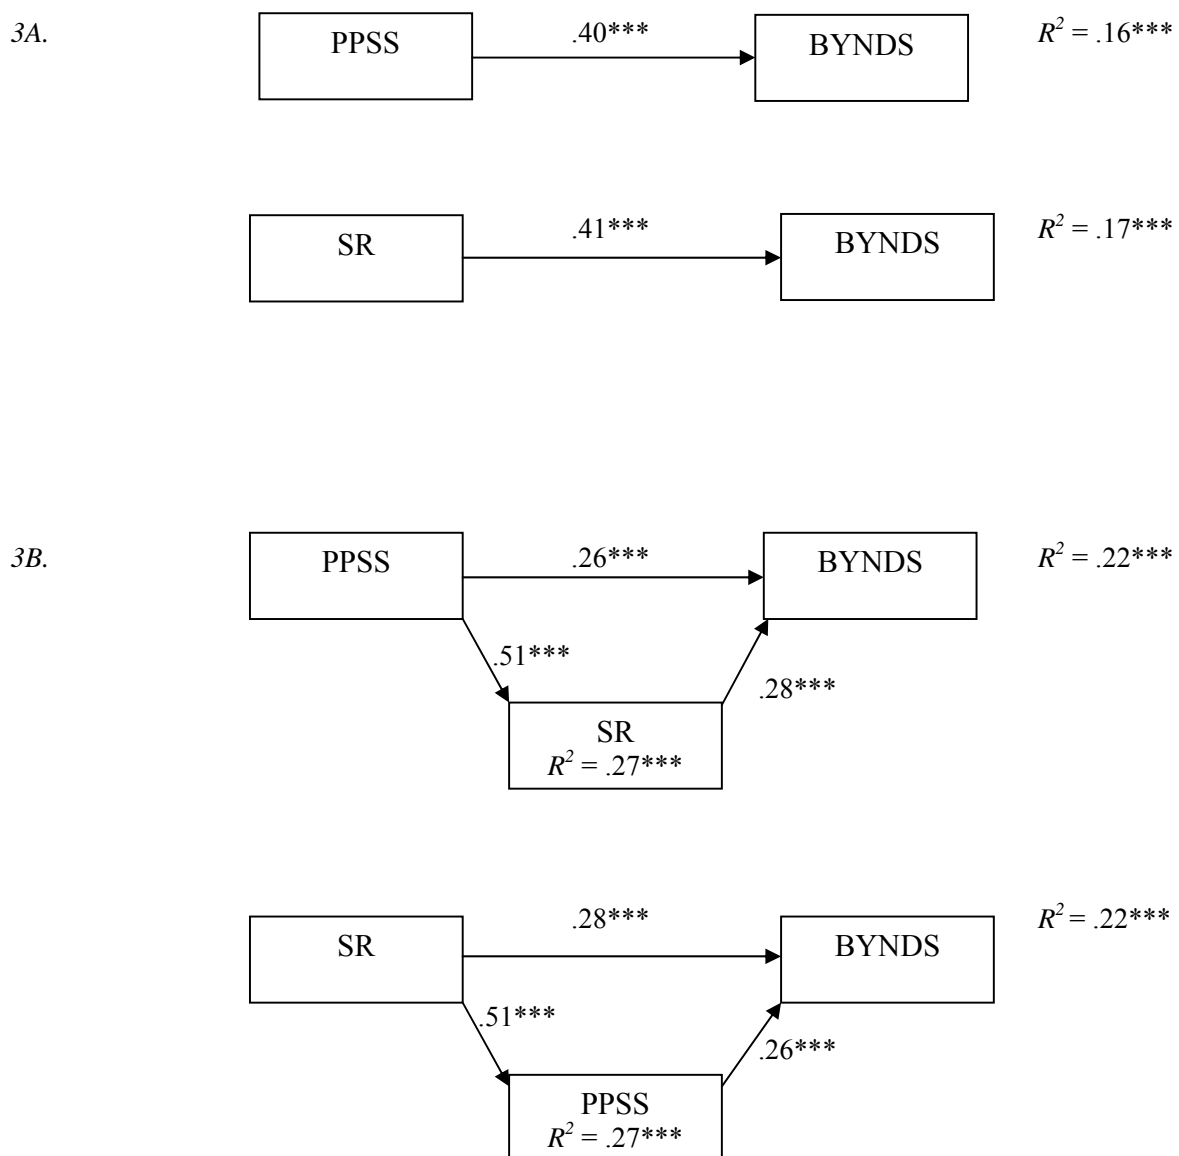 3A.
PPSS .40*** BYNDS R² = .16***
SR .41*** BYNDS R² = .17***
3B.
PPSS .26*** BYNDS R² = .22***
.51*** .28***
SR
R² = .27***
SR .28*** BYNDS R² = .22***
.51*** .26***
PPSS
R² = .27***